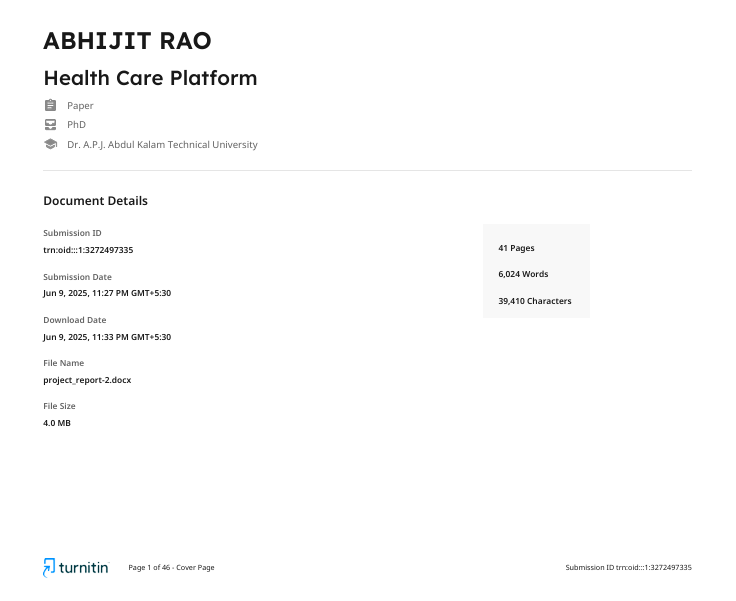 ABHIJIT RAO
Health Care Platform
Paper
PhD
Dr. A.P.J. Abdul Kalam Technical University
Document Details
Submission ID
trn:oid:::1:3272497335
Submission Date
Jun 9, 2025, 11:27 PM GMT+5:30
Download Date
Jun 9, 2025, 11:33 PM GMT+5:30
File Name
project_report-2.docx
File Size
4.0 MB
41 Pages
6,024 Words
39,410 Characters
turnitin Page 1 of 46 - Cover Page Submission ID trn:oid:::1:3272497335